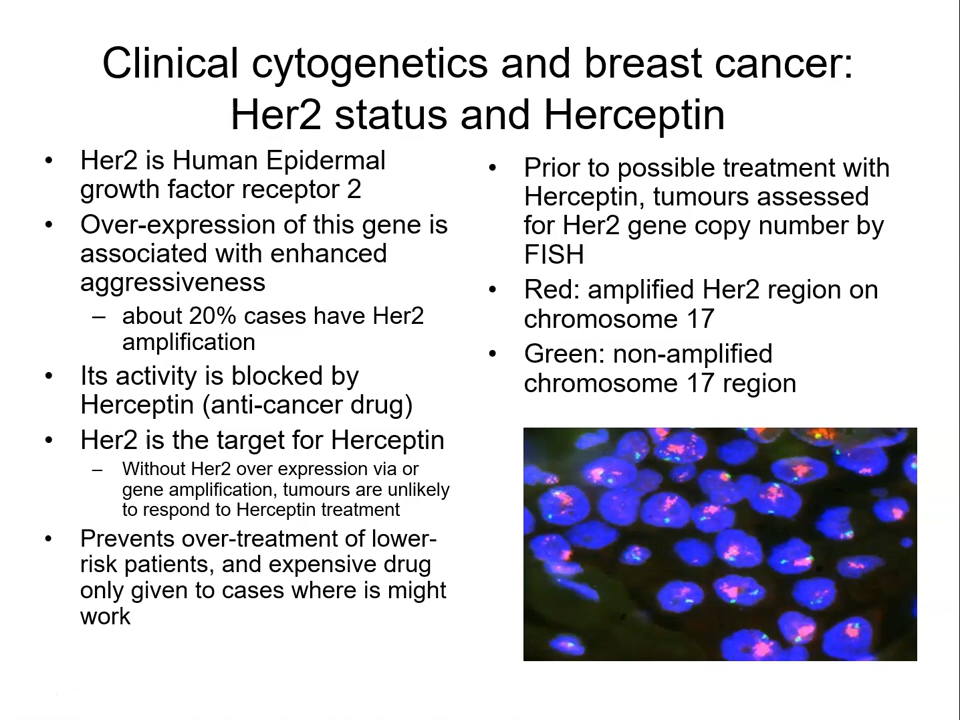 Clinical cytogenetics and breast cancer:
Her2 status and Herceptin
• Her2 is Human Epidermal
growth factor receptor 2
• Over-expression of this gene is
associated with enhanced
aggressiveness
– about 20% cases have Her2
amplification
• Its activity is blocked by
Herceptin (anti-cancer drug)
• Her2 is the target for Herceptin
– Without Her2 over expression via or
gene amplification, tumours are unlikely
to respond to Herceptin treatment
• Prevents over-treatment of lower-
risk patients, and expensive drug
only given to cases where is might
work
• Prior to possible treatment with
Herceptin, tumours assessed
for Her2 gene copy number by
FISH
• Red: amplified Her2 region on
chromosome 17
• Green: non-amplified
chromosome 17 region